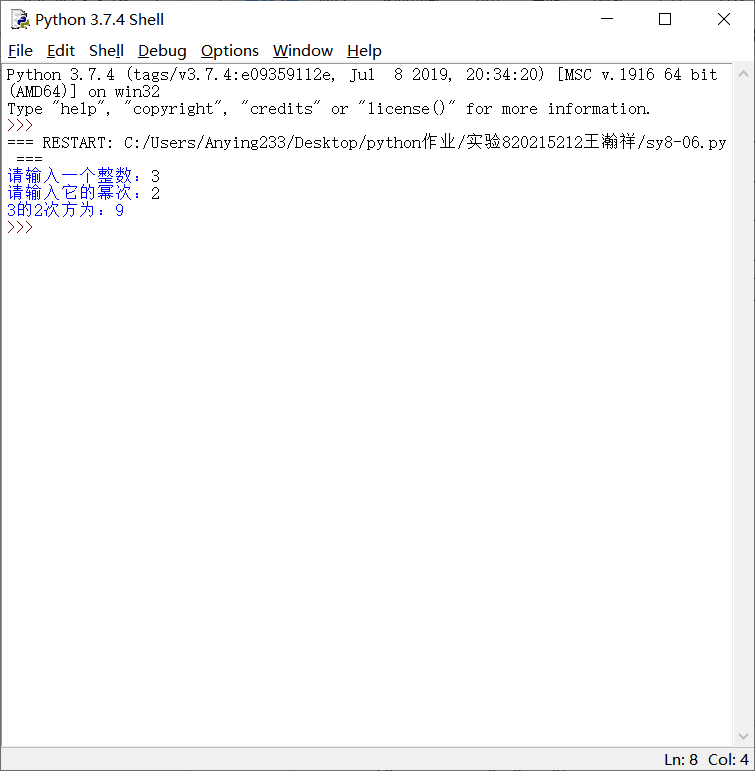 Python 3.7.4 Shell
File Edit Shell Debug Options Window Help
Python 3.7.4 (tags/v3.7.4:e09359112e, Jul  8 2019, 20:34:20) [MSC v.1916 64 bit
(AMD64)] on win32
Type "help", "copyright", "credits" or "license()" for more information.
>>>
=== RESTART: C:/Users/Anying233/Desktop/python作业/实验820215212王瀚祥/sy8-06.py
===
请输入一个整数：3
请输入它的幂次：2
3的2次方为：9
>>>
Ln: 8 Col: 4